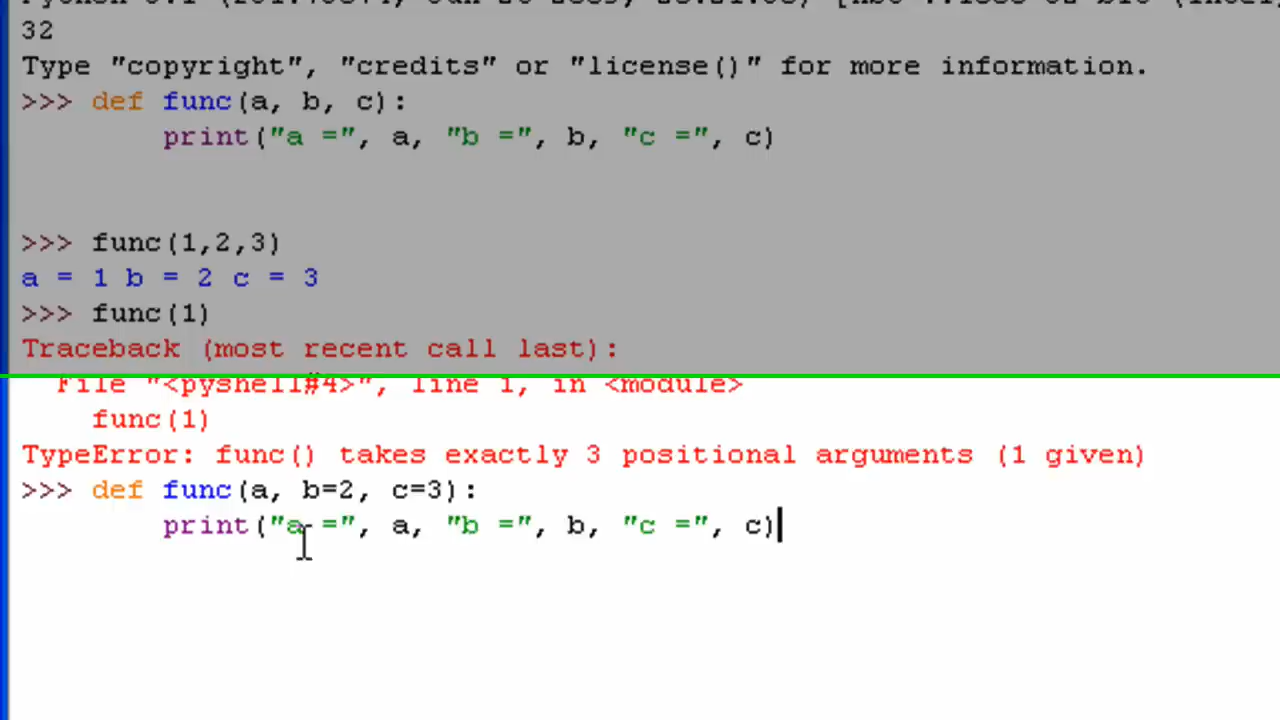 32
Type "copyright", "credits" or "license()" for more information.
>>> def func(a, b, c):
print("a =", a, "b =", b, "c =", c)
>>> func(1,2,3)
a = 1 b = 2 c = 3
>>> func(1)
Traceback (most recent call last):
File "<pyshell#4>", line 1, in <module>
func(1)
TypeError: func() takes exactly 3 positional arguments (1 given)
>>> def func(a, b=2, c=3):
print("a =", a, "b =", b, "c =", c)